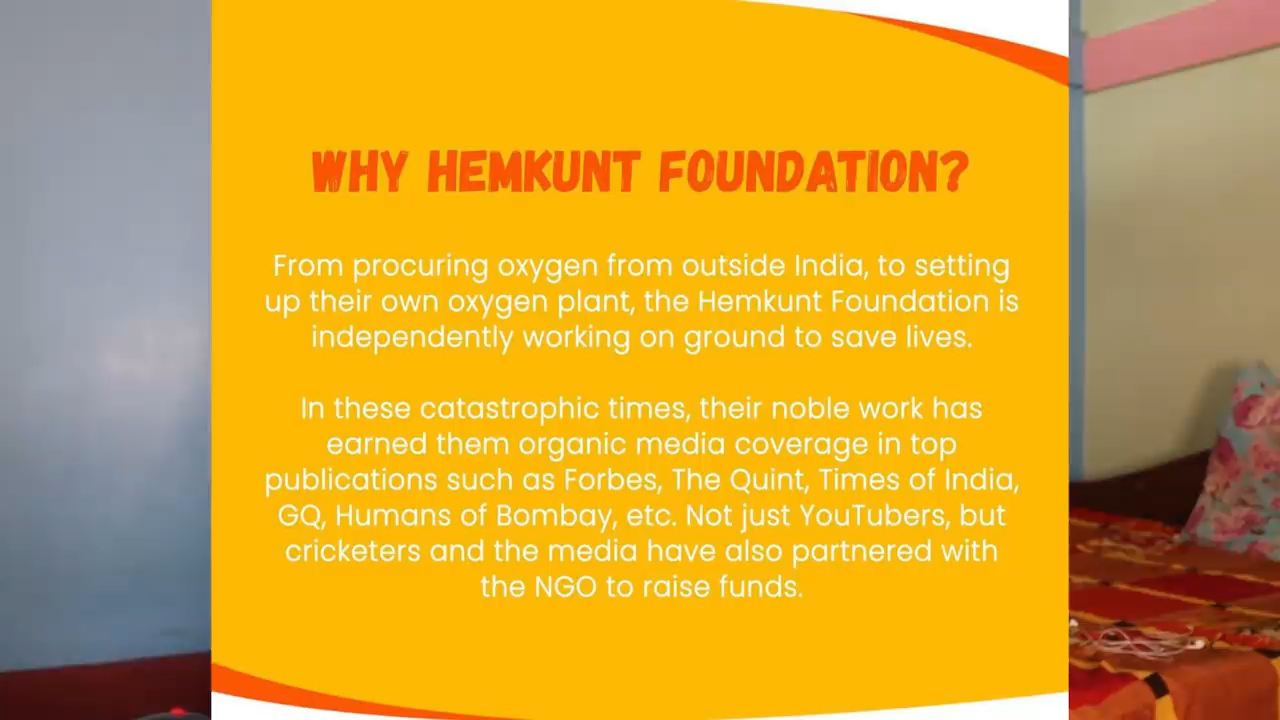 WHY HEMKUNT FOUNDATION?
From procuring oxygen from outside India, to setting
up their own oxygen plant, the Hemkunt Foundation is
independently working on ground to save lives.
In these catastrophic times, their noble work has
earned them organic media coverage in top
publications such as Forbes, The Quint, Times of India,
GQ, Humans of Bombay, etc. Not just YouTubers, but
cricketers and the media have also partnered with
the NGO to raise funds.